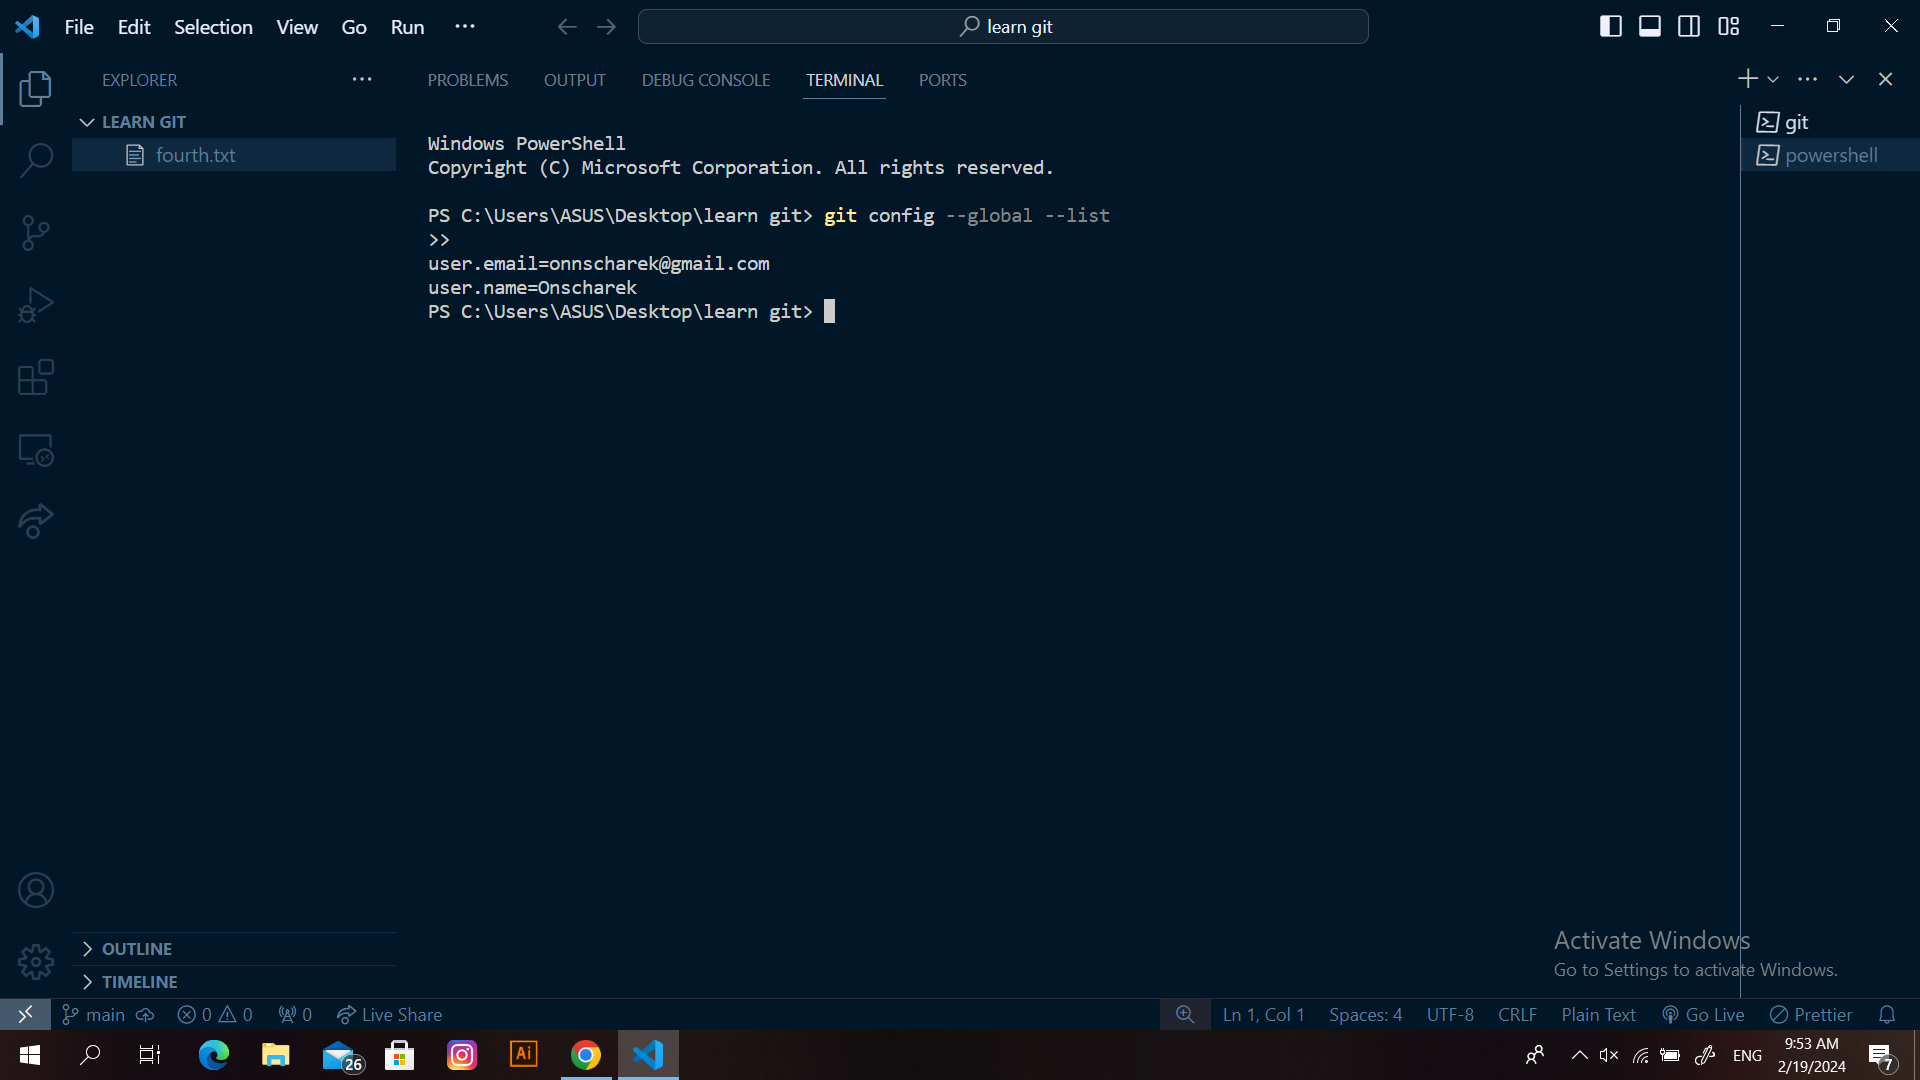 File Edit Selection View Go Run ...
learn git
EXPLORER ...
PROBLEMS OUTPUT DEBUG CONSOLE TERMINAL PORTS
LEARN GIT
fourth.txt
Windows PowerShell
Copyright (C) Microsoft Corporation. All rights reserved.
PS C:\Users\ASUS\Desktop\learn git> git config --global --list
>>
user.email=onnscharek@gmail.com
user.name=Onscharek
PS C:\Users\ASUS\Desktop\learn git>
git
powershell
OUTLINE
TIMELINE
Activate Windows
Go to Settings to activate Windows.
main 0 0 0 Live Share
Ln 1, Col 1 Spaces: 4 UTF-8 CRLF Plain Text Go Live Prettier
26
Ai
ENG
9:53 AM
2/19/2024
7